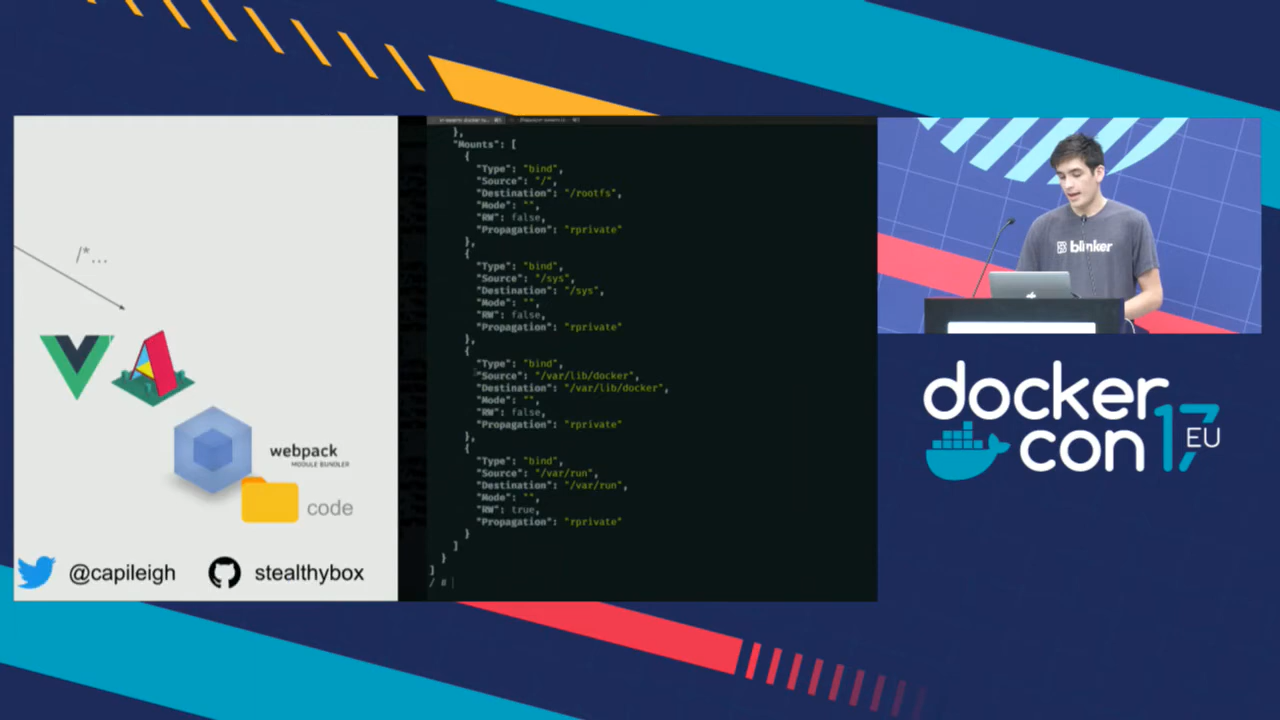 /*...
webpack
MODULE BUNDLER
code
@capileigh
stealthybox
},
"Mounts": [
{
"Type": "bind",
"Source": "/",
"Destination": "/rootfs",
"Mode": "",
"RW": false,
"Propagation": "rprivate"
},
{
"Type": "bind",
"Source": "/sys",
"Destination": "/sys",
"Mode": "",
"RW": false,
"Propagation": "rprivate"
},
{
"Type": "bind",
"Source": "/var/lib/docker",
"Destination": "/var/lib/docker",
"Mode": "",
"RW": false,
"Propagation": "rprivate"
},
{
"Type": "bind",
"Source": "/var/run",
"Destination": "/var/run",
"Mode": "",
"RW": true,
"Propagation": "rprivate"
}
]
}
]
/ #
blinker
docker
con 17 EU